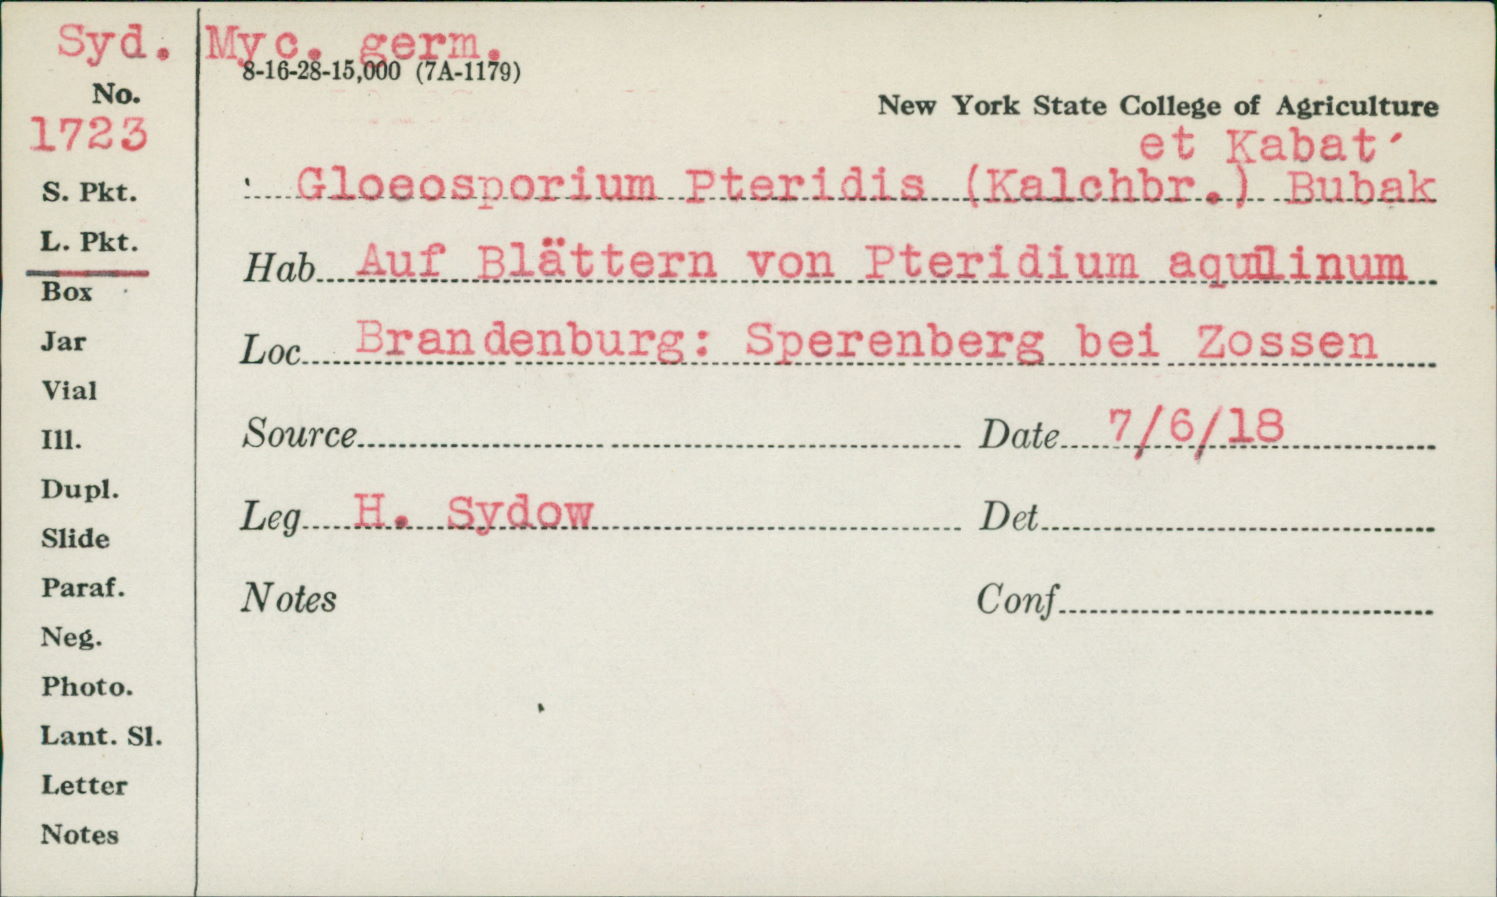 Syd. Myc. germ.
8-16-28-15,000 (7A-1179)
No.
New York State College of Agriculture
1723
et Kabat´
Gloeosporium Pteridis (Kalchbr.) Bubak
S. Pkt.
L. Pkt.
Hab Auf Blättern von Pteridium aquilinum
Box
Jar
Loc Brandenburg: Sperenberg bei Zossen
Vial
Ill.
Source Date 7/6/18
Dupl.
Leg H. Sydow Det
Slide
Paraf.
Notes Conf
Neg.
Photo.
Lant. Sl.
Letter
Notes